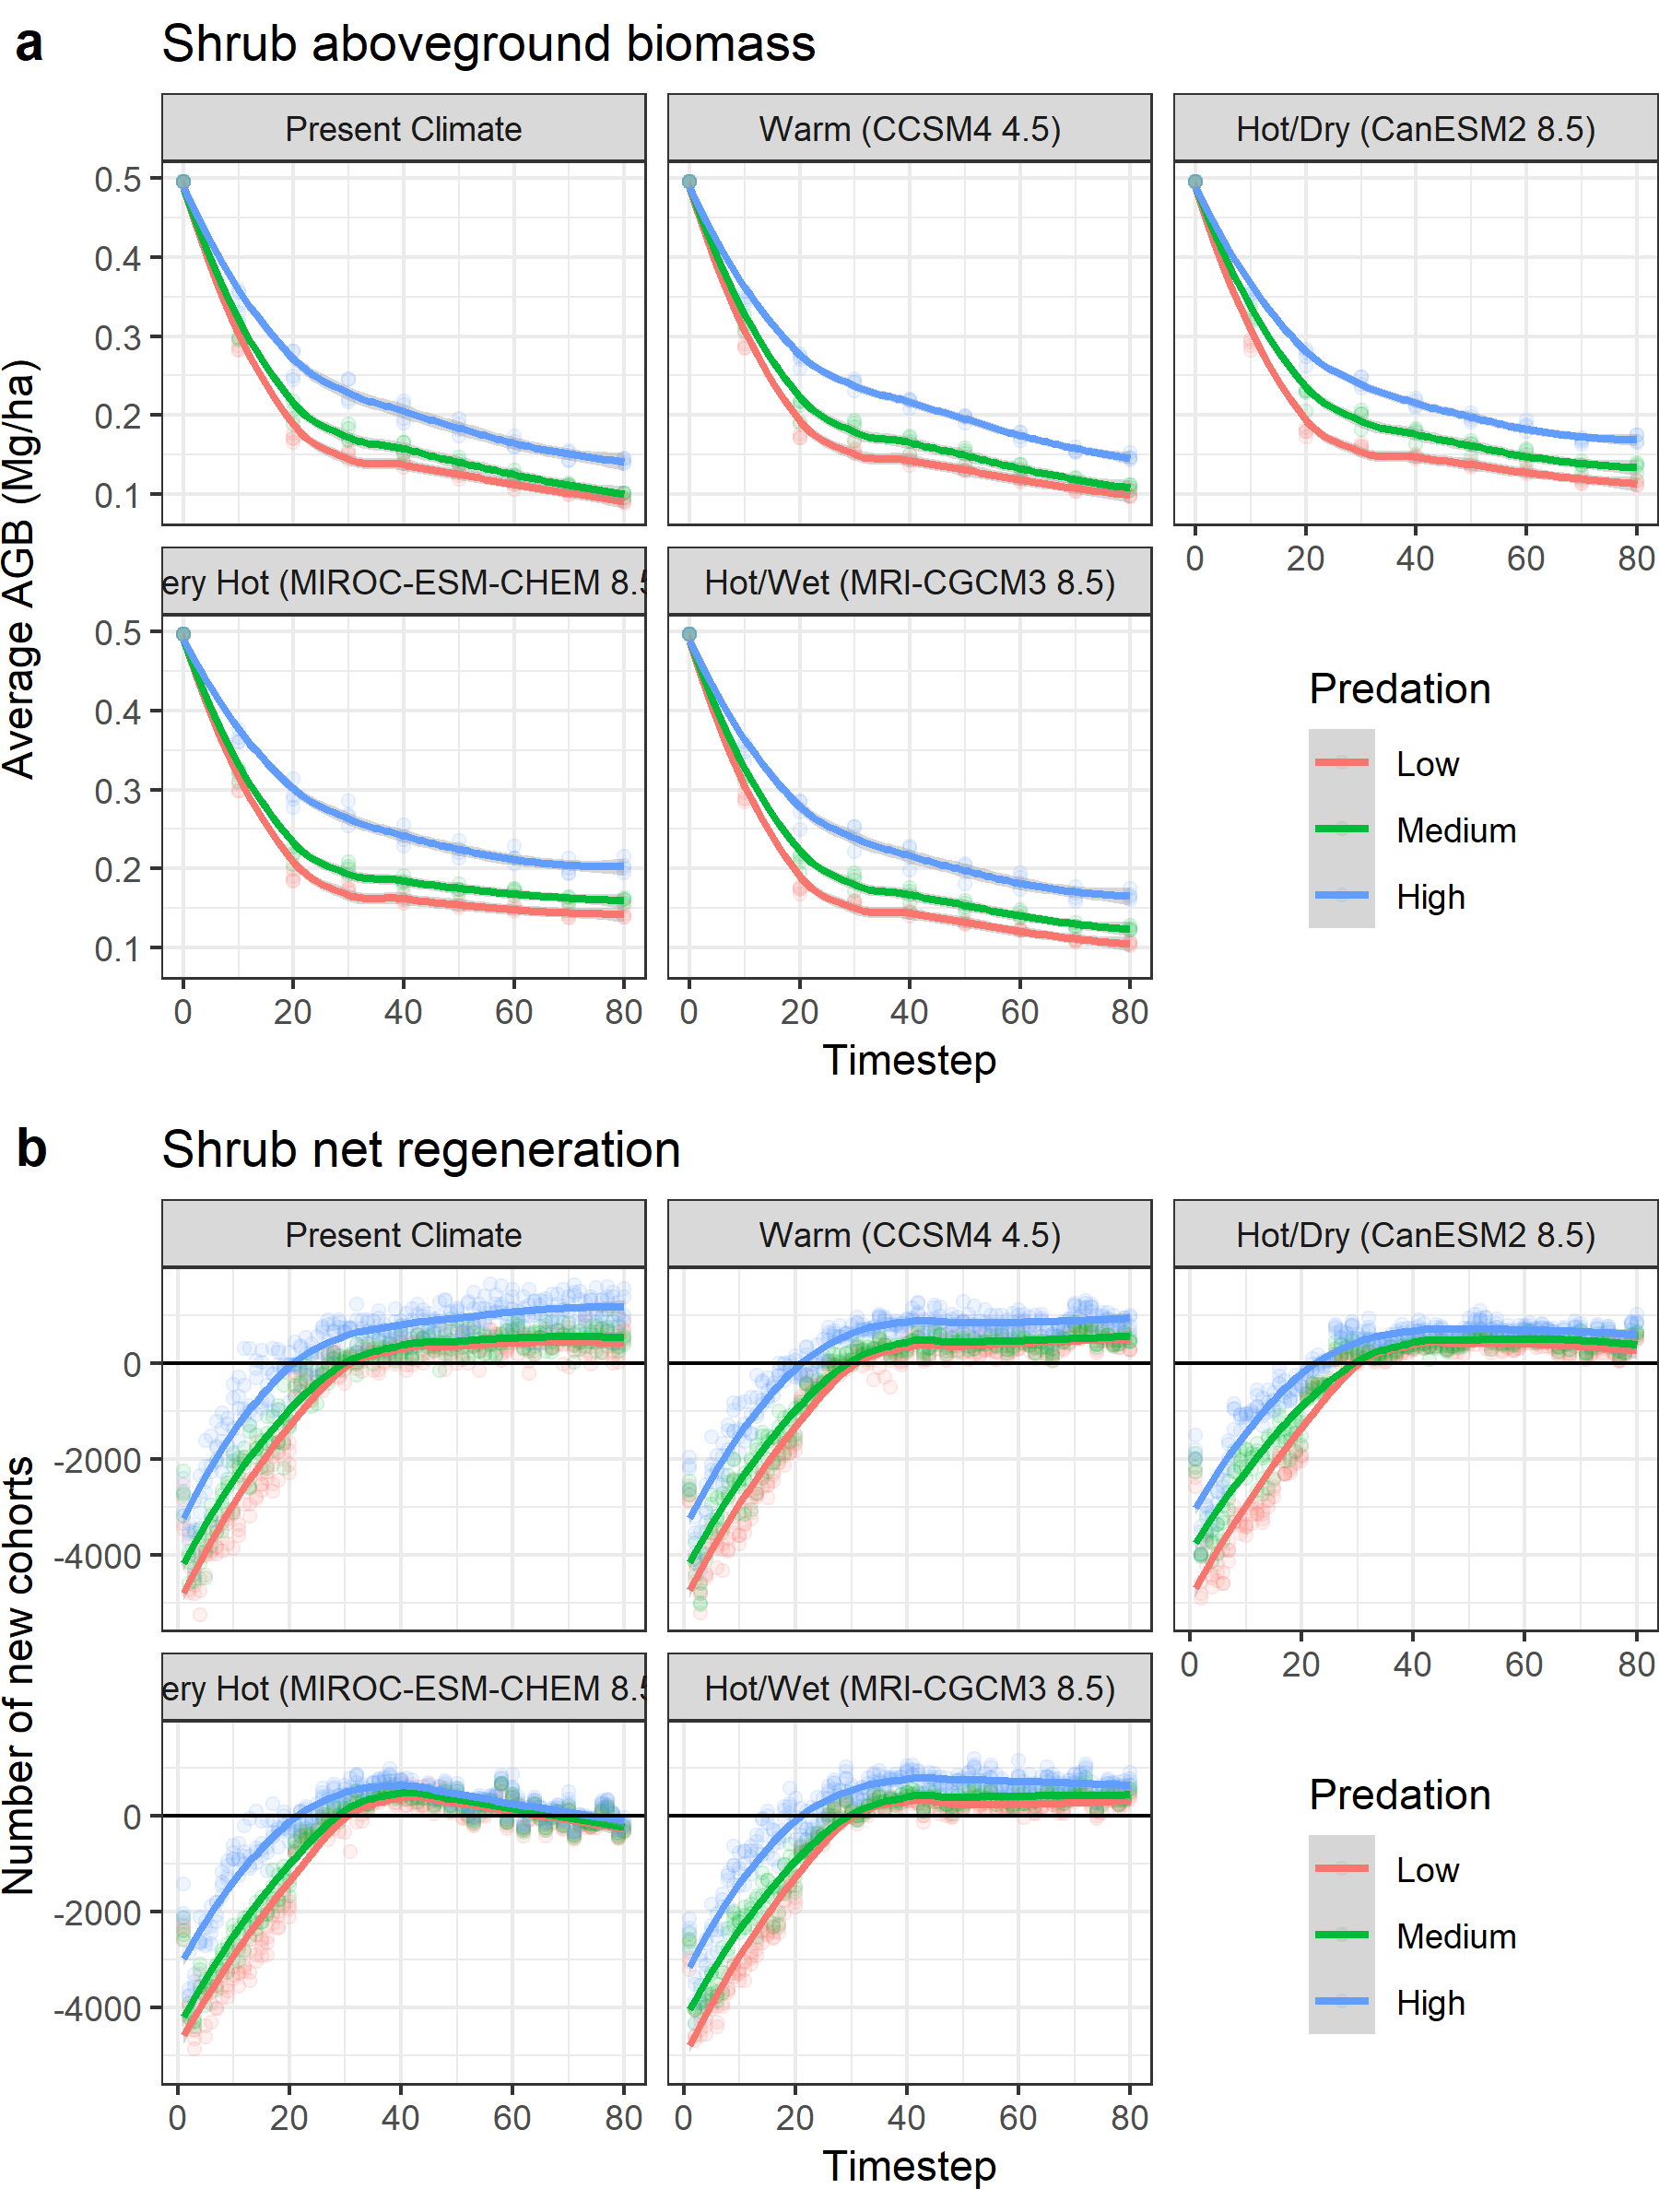 a Shrub aboveground biomass
Present Climate Warm (CCSM4 4.5) Hot/Dry (CanESM2 8.5)
Average AGB (Mg/ha)
0.5
0.4
0.3
0.2
0.1
0 20 40 60 80
ery Hot (MIROC-ESM-CHEM 8.5 Hot/Wet (MRI-CGCM3 8.5)
0.5
0.4
0.3
0.2
0.1
0 20 40 60 80 0 20 40 60 80
Timestep
Predation
Low
Medium
High
b Shrub net regeneration
Present Climate Warm (CCSM4 4.5) Hot/Dry (CanESM2 8.5)
Number of new cohorts
0
-2000
-4000
0 20 40 60 80
ery Hot (MIROC-ESM-CHEM 8.5 Hot/Wet (MRI-CGCM3 8.5)
0
-2000
-4000
0 20 40 60 80 0 20 40 60 80
Timestep
Predation
Low
Medium
High